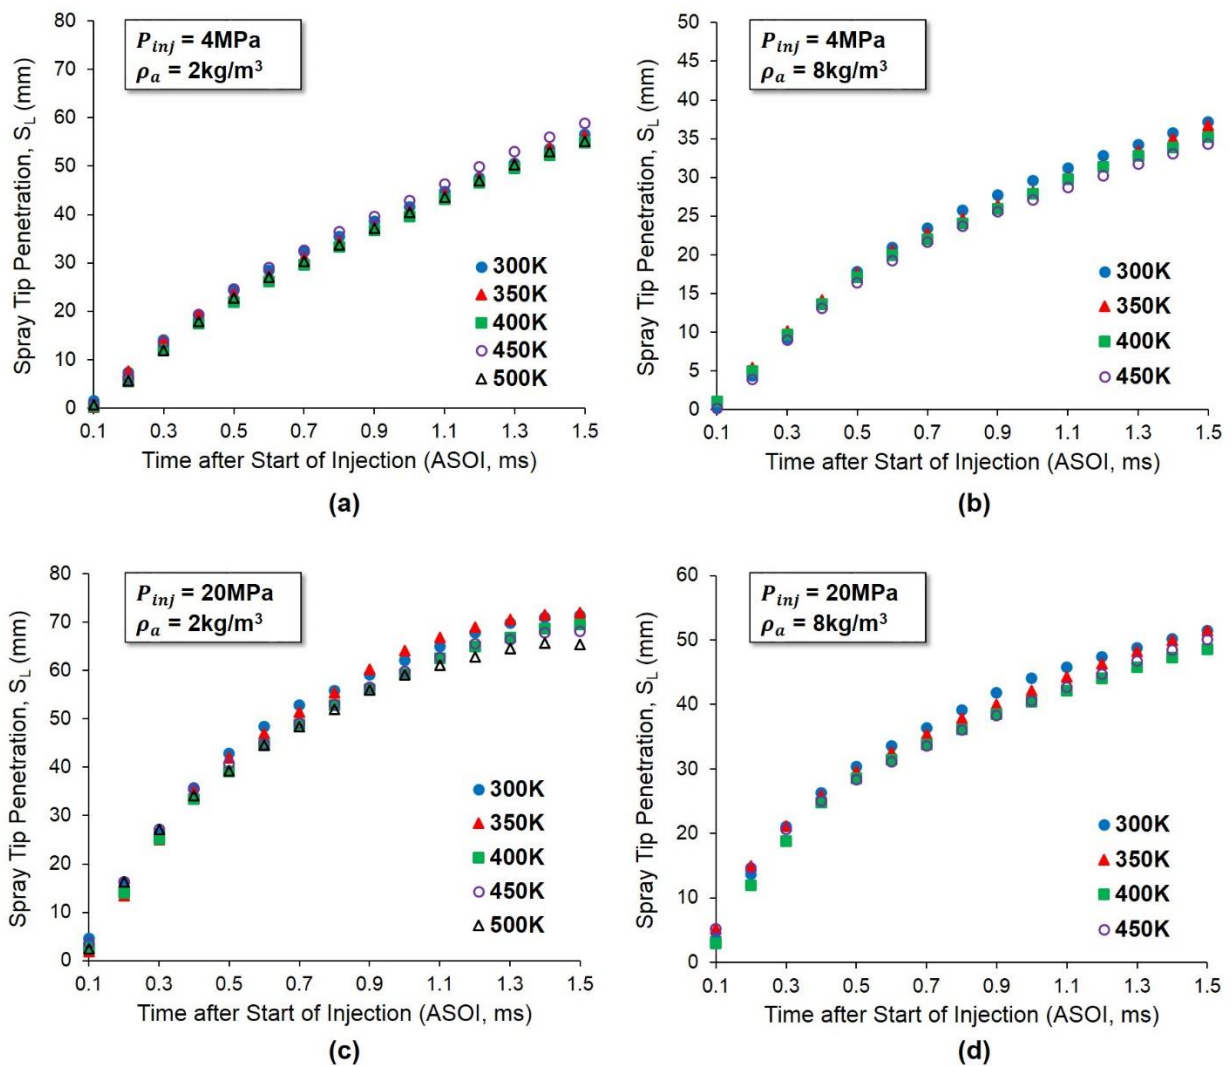 80
70
60
50
40
30
20
10
0
Spray Tip Penetration, S_L (mm)
P_inj = 4MPa
ρ_a = 2kg/m³
300K
350K
400K
450K
500K
0.1 0.3 0.5 0.7 0.9 1.1 1.3 1.5
Time after Start of Injection (ASOI, ms)
(a)
50
45
40
35
30
25
20
15
10
5
0
Spray Tip Penetration, S_L (mm)
P_inj = 4MPa
ρ_a = 8kg/m³
300K
350K
400K
450K
0.1 0.3 0.5 0.7 0.9 1.1 1.3 1.5
Time after Start of Injection (ASOI, ms)
(b)
80
70
60
50
40
30
20
10
0
Spray Tip Penetration, S_L (mm)
P_inj = 20MPa
ρ_a = 2kg/m³
300K
350K
400K
450K
500K
0.1 0.3 0.5 0.7 0.9 1.1 1.3 1.5
Time after Start of Injection (ASOI, ms)
(c)
60
50
40
30
20
10
0
Spray Tip Penetration, S_L (mm)
P_inj = 20MPa
ρ_a = 8kg/m³
300K
350K
400K
450K
0.1 0.3 0.5 0.7 0.9 1.1 1.3 1.5
Time after Start of Injection (ASOI, ms)
(d)